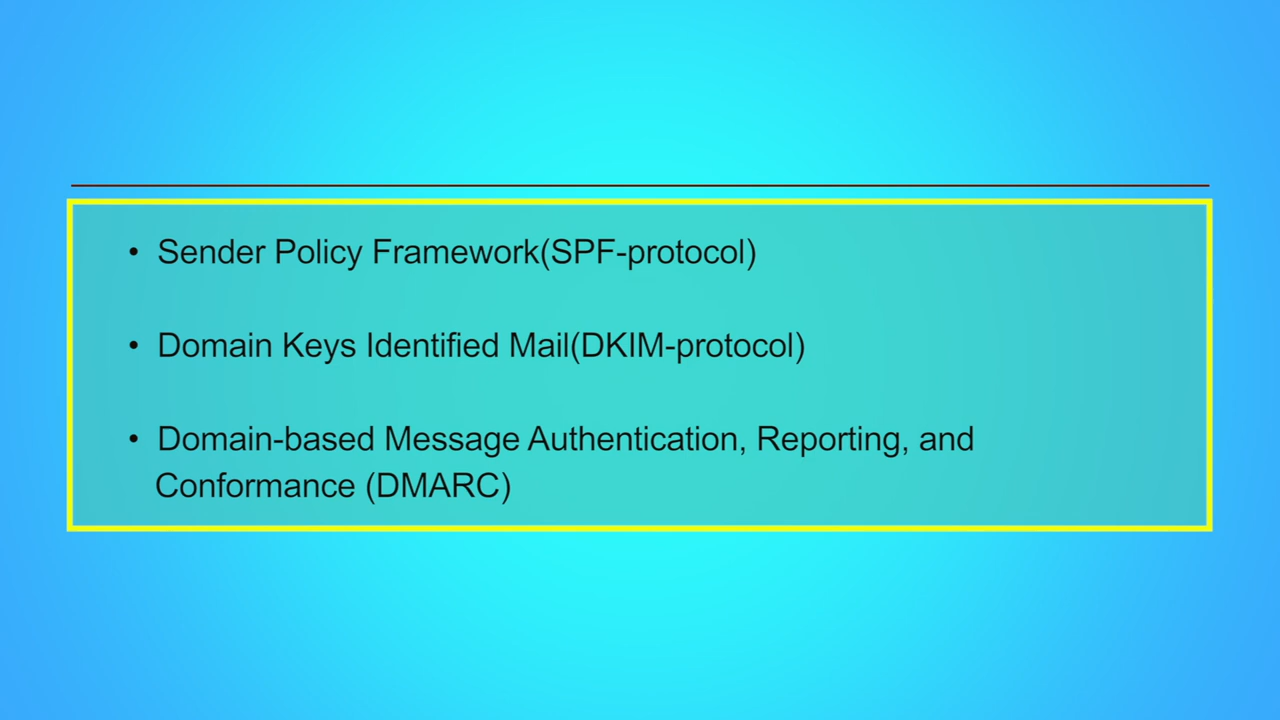 • Sender Policy Framework(SPF-protocol)
• Domain Keys Identified Mail(DKIM-protocol)
• Domain-based Message Authentication, Reporting, and
Conformance (DMARC)